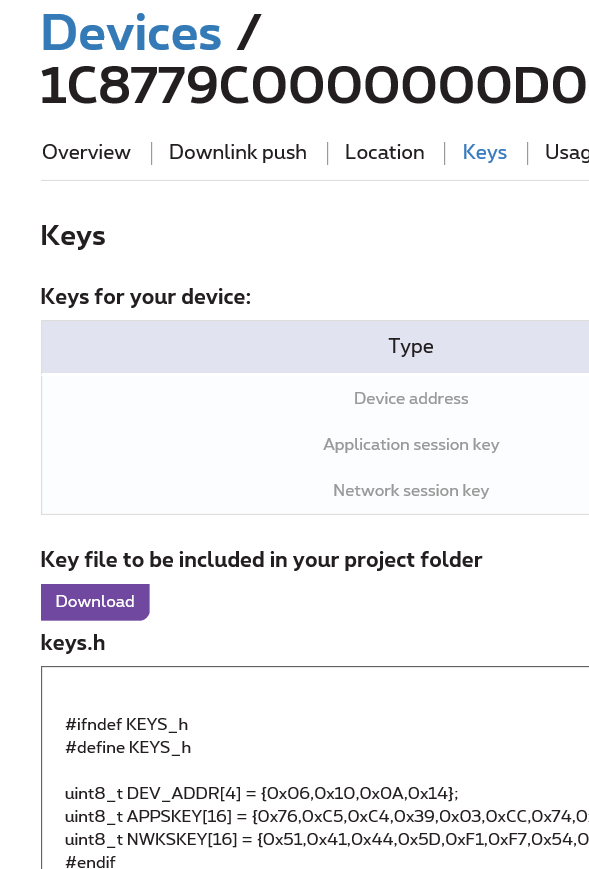 Devices /
1C8779C0000000D0
Overview | Downlink push | Location | Keys | Usag
Keys
Keys for your device:
Type
Device address
Application session key
Network session key
Key file to be included in your project folder
Download
keys.h
#ifndef KEYS_h
#define KEYS_h
uint8_t DEV_ADDR[4] = {0x06,0x10,0x0A,0x14};
uint8_t APPSKEY[16] = {0x76,0xC5,0xC4,0x39,0x03,0xCC,0x74,0
uint8_t NWKSKEY[16] = {0x51,0x41,0x44,0x5D,0xF1,0xF7,0x54,0
#endif